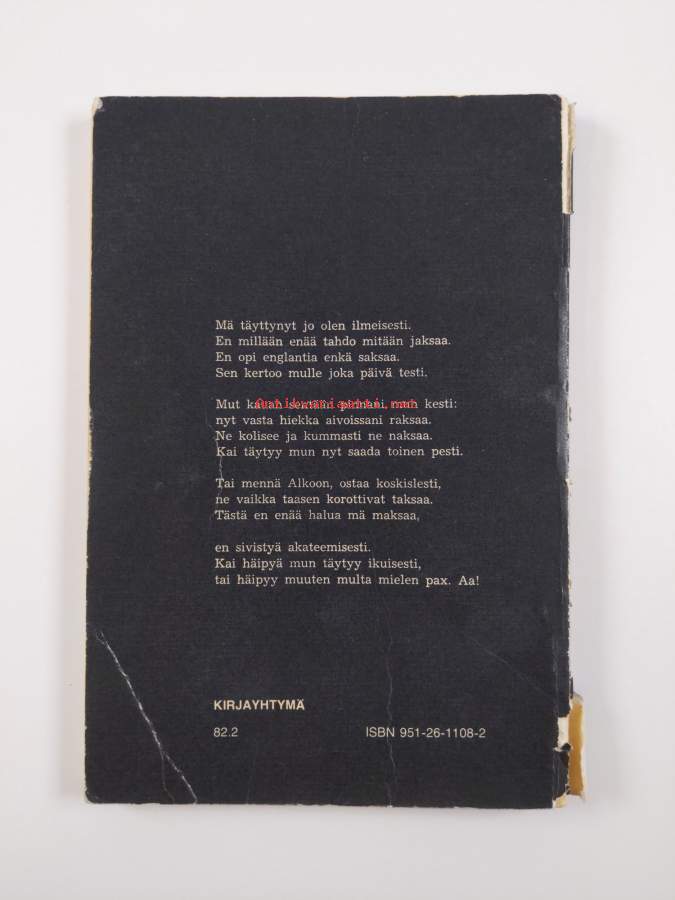 Mä täyttynyt jo olen ilmeisesti.
En millään enää tahdo mitään jaksaa.
En opi englantia enkä saksaa.
Sen kertoo mulle joka päivä testi.
Mut kauan sentään pinnani mun kesti:
nyt vasta hiekka aivoissani raksaa.
Ne kolisee ja kummasti ne naksaa.
Kai täytyy mun nyt saada toinen pesti.
Tai mennä Alkoon, ostaa koskislesti,
ne vaikka taasen korottivat taksaa.
Tästä en enää halua mä maksaa,
en sivistyä akateemisesti.
Kai häipyä mun täytyy ikuisesti,
tai häipyy muuten multa mielen pax. Aa!
KIRJAYHTYMÄ
82.2 ISBN 951-26-1108-2